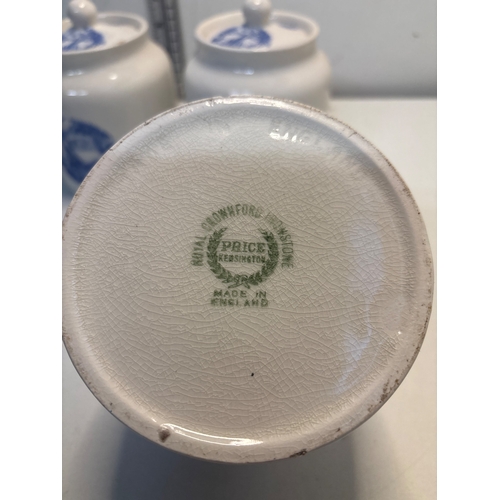 ROYAL CROWNFORD IRONSTONE
PRICE
KENSINGTON
MADE IN
ENGLAND